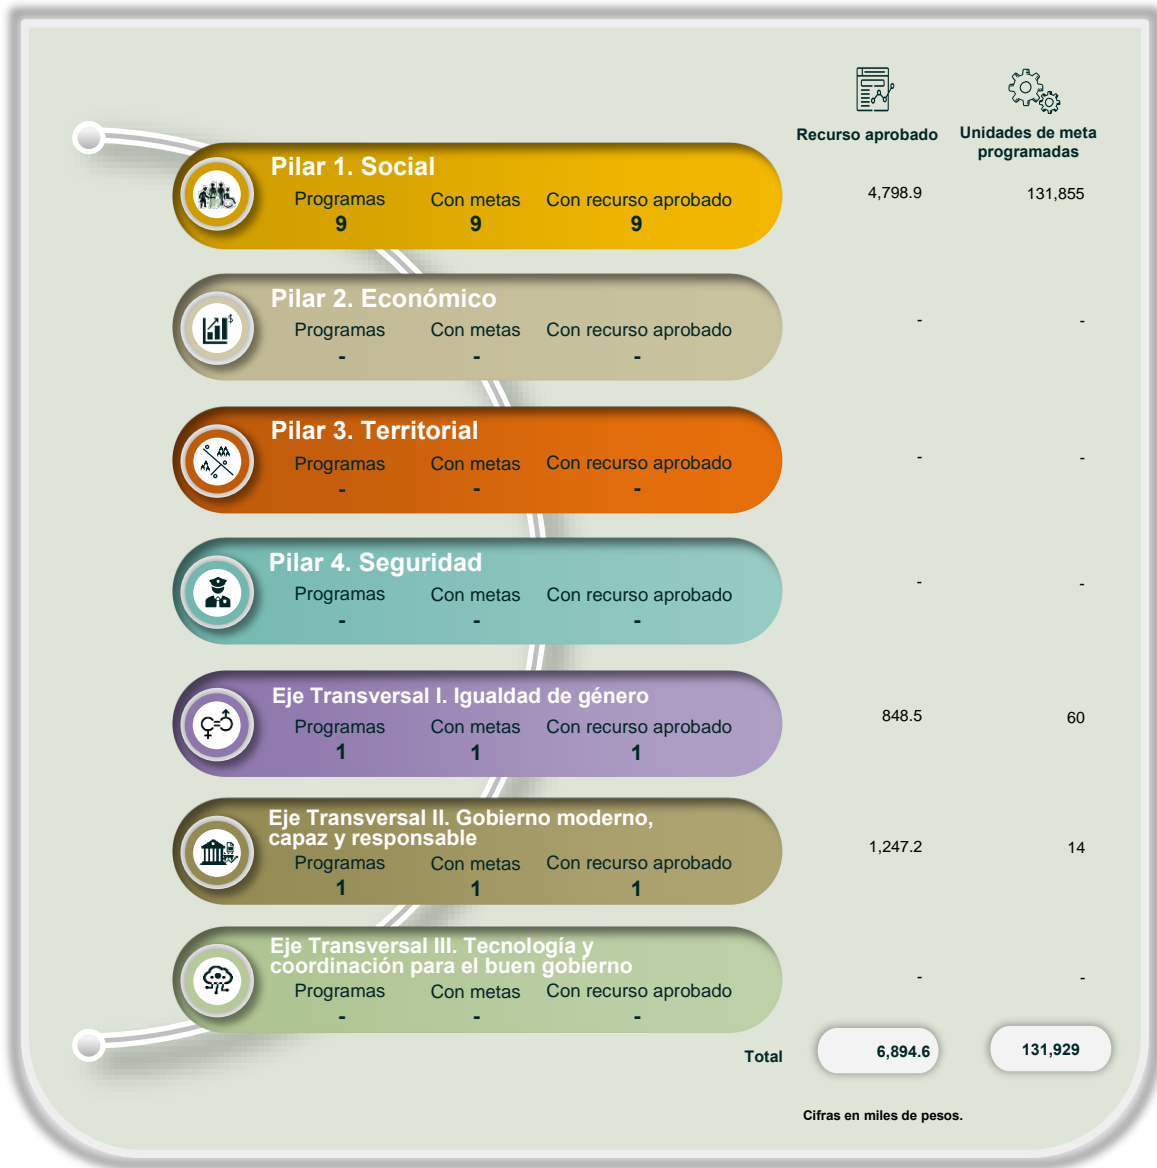 Recurso aprobado
Unidades de meta
programadas
Pilar 1. Social
Programas Con metas Con recurso aprobado
9 9 9
4,798.9 131,855
Pilar 2. Económico
Programas Con metas Con recurso aprobado
- - -
- -
Pilar 3. Territorial
Programas Con metas Con recurso aprobado
- - -
- -
Pilar 4. Seguridad
Programas Con metas Con recurso aprobado
- - -
- -
Eje Transversal I. Igualdad de género
Programas Con metas Con recurso aprobado
1 1 1
848.5 60
Eje Transversal II. Gobierno moderno,
capaz y responsable
Programas Con metas Con recurso aprobado
1 1 1
1,247.2 14
Eje Transversal III. Tecnología y
coordinación para el buen gobierno
Programas Con metas Con recurso aprobado
- - -
- -
Total 6,894.6 131,929
Cifras en miles de pesos.